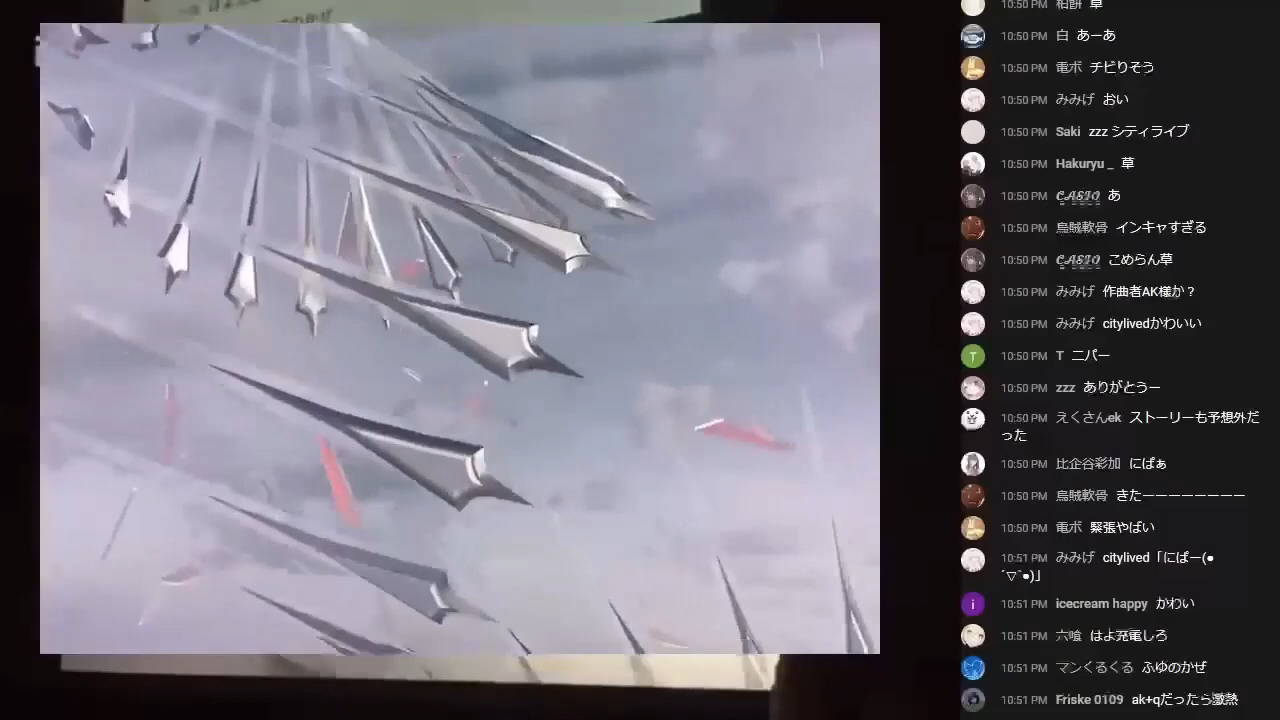 10:50 PM 柏餅 草
10:50 PM 白 あーあ
10:50 PM 電ボ チビりそう
10:50 PM みみげ おい
10:50 PM Saki zzz シティライブ
10:50 PM Hakuryu _ 草
10:50 PM あ
10:50 PM 烏賊軟骨 インキャすぎる
10:50 PM こめらん草
10:50 PM みみげ 作曲者AK様か？
10:50 PM みみげ citylivedかわいい
T 10:50 PM T ニパー
10:50 PM zzz ありがとうー
10:50 PM えくさんek ストーリーも予想外だ
った
10:50 PM 比企谷彩加 にぱぁ
10:50 PM 烏賊軟骨 きたーーーーーーーー
10:50 PM 電ボ 緊張やばい
10:51 PM みみげ citylived「にぱー(●
´▽`●)」
i 10:51 PM icecream happy かわい
10:51 PM 六喰 はよ充電しろ
10:51 PM マンくるくる ふゆのかぜ
10:51 PM Friske 0109 ak+qだったら激熱